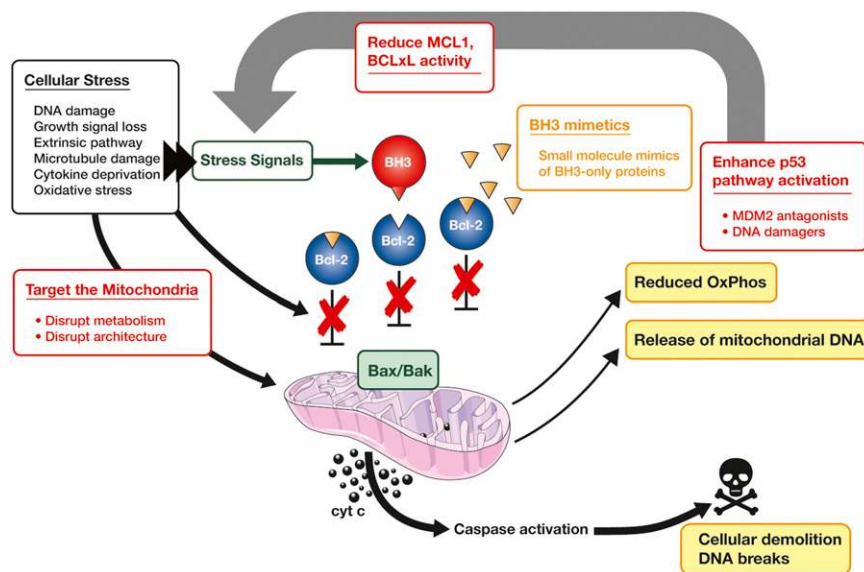 Reduce MCL1,
BCLxL activity
Cellular Stress
DNA damage
Growth signal loss
Extrinsic pathway
Microtubule damage
Cytokine deprivation
Oxidative stress
Stress Signals
BH3
BH3 mimetics
Small molecule mimics
of BH3-only proteins
Enhance p53
pathway activation
• MDM2 antagonists
• DNA damagers
Bcl-2
Bcl-2
Bcl-2
Target the Mitochondria
• Disrupt metabolism
• Disrupt architecture
Reduced OxPhos
Release of mitochondrial DNA
Bax/Bak
cyt c
Caspase activation
Cellular demolition
DNA breaks